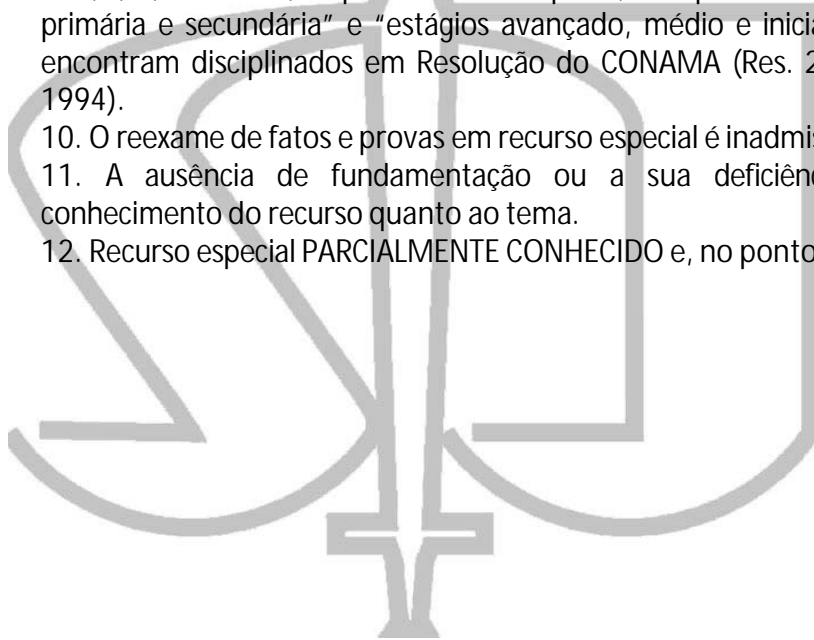 primária e secundária” e “estágios avançado, médio e inicia
encontram disciplinados em Resolução do CONAMA (Res. 2
1994).
10. O reexame de fatos e provas em recurso especial é inadmis
11. A ausência de fundamentação ou a sua deficiênc
conhecimento do recurso quanto ao tema.
12. Recurso especial PARCIALMENTE CONHECIDO e, no ponto